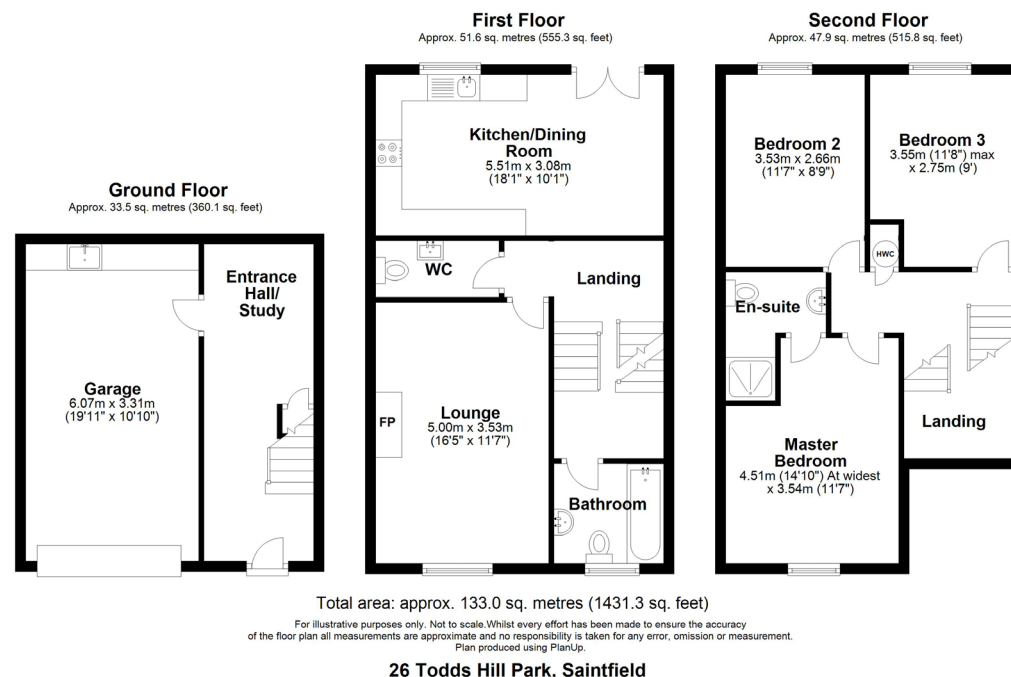 First Floor
Approx. 51.6 sq. metres (555.3 sq. feet)
Second Floor
Approx. 47.9 sq. metres (515.8 sq. feet)
Kitchen/Dining
Room
5.51m x 3.08m
(18'1" x 10'1")
Bedroom 2
3.53m x 2.66m
(11'7" x 8'9")
Bedroom 3
3.55m (11'8") max
x 2.75m (9')
Ground Floor
Approx. 33.5 sq. metres (360.1 sq. feet)
Entrance
Hall/
Study
WC
Landing
HWC
En-suite
Garage
6.07m x 3.31m
(19'11" x 10'10")
FP
Lounge
5.00m x 3.53m
(16'5" x 11'7")
Landing
Master
Bedroom
4.51m (14'10") At widest
x 3.54m (11'7")
Bathroom
Total area: approx. 133.0 sq. metres (1431.3 sq. feet)
For illustrative purposes only. Not to scale.Whilst every effort has been made to ensure the accuracy
of the floor plan all measurements are approximate and no responsibility is taken for any error, omission or measurement.
Plan produced using PlanUp.
26 Todds Hill Park, Saintfield